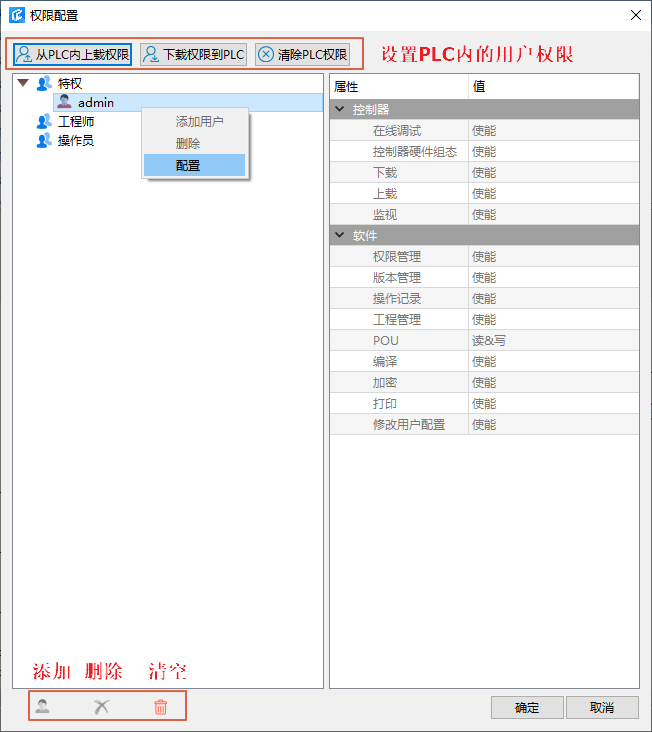 权限配置
从PLC内上载权限 下载权限到PLC 清除PLC权限 设置PLC内的用户权限
特权
admin
工程师
操作员
添加用户
删除
配置
属性 值
控制器
在线调试 使能
控制器硬件组态 使能
下载 使能
上载 使能
监视 使能
软件
权限管理 使能
版本管理 使能
操作记录 使能
工程管理 使能
POU 读&写
编译 使能
加密 使能
打印 使能
修改用户配置 使能
添加 删除 清空
确定 取消